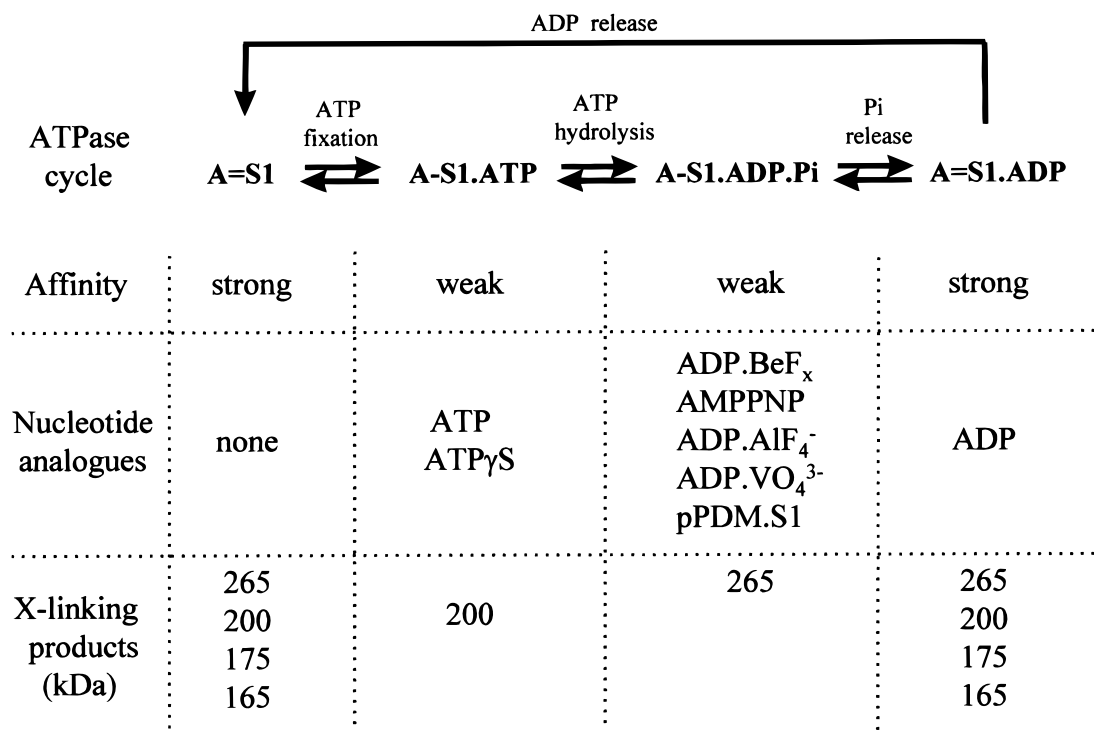 ADP release
ATP fixation
ATP hydrolysis
Pi release
ATPase cycle
A=S1
A-S1.ATP
A-S1.ADP.Pi
A=S1.ADP
Affinity
strong
weak
weak
strong
Nucleotide analogues
none
ATP
ATPγS
ADP.BeFₓ
AMPPNP
ADP.AlF₄⁻
ADP.VO₄³⁻
pPDM.S1
ADP
X-linking products (kDa)
265
200
175
165
200
265
265
200
175
165